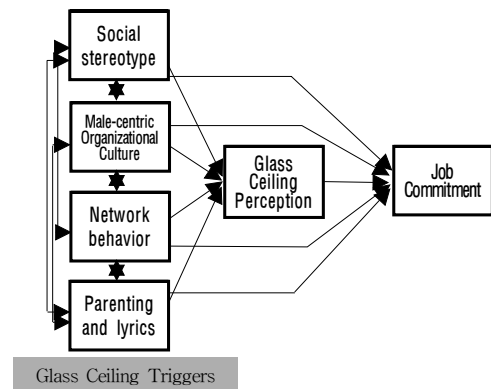 Social
stereotype
Male-centric
Organizational
Culture
Network
behavior
Parenting
and lyrics
Glass
Ceiling
Perception
Job
Commitment
Glass Ceiling Triggers